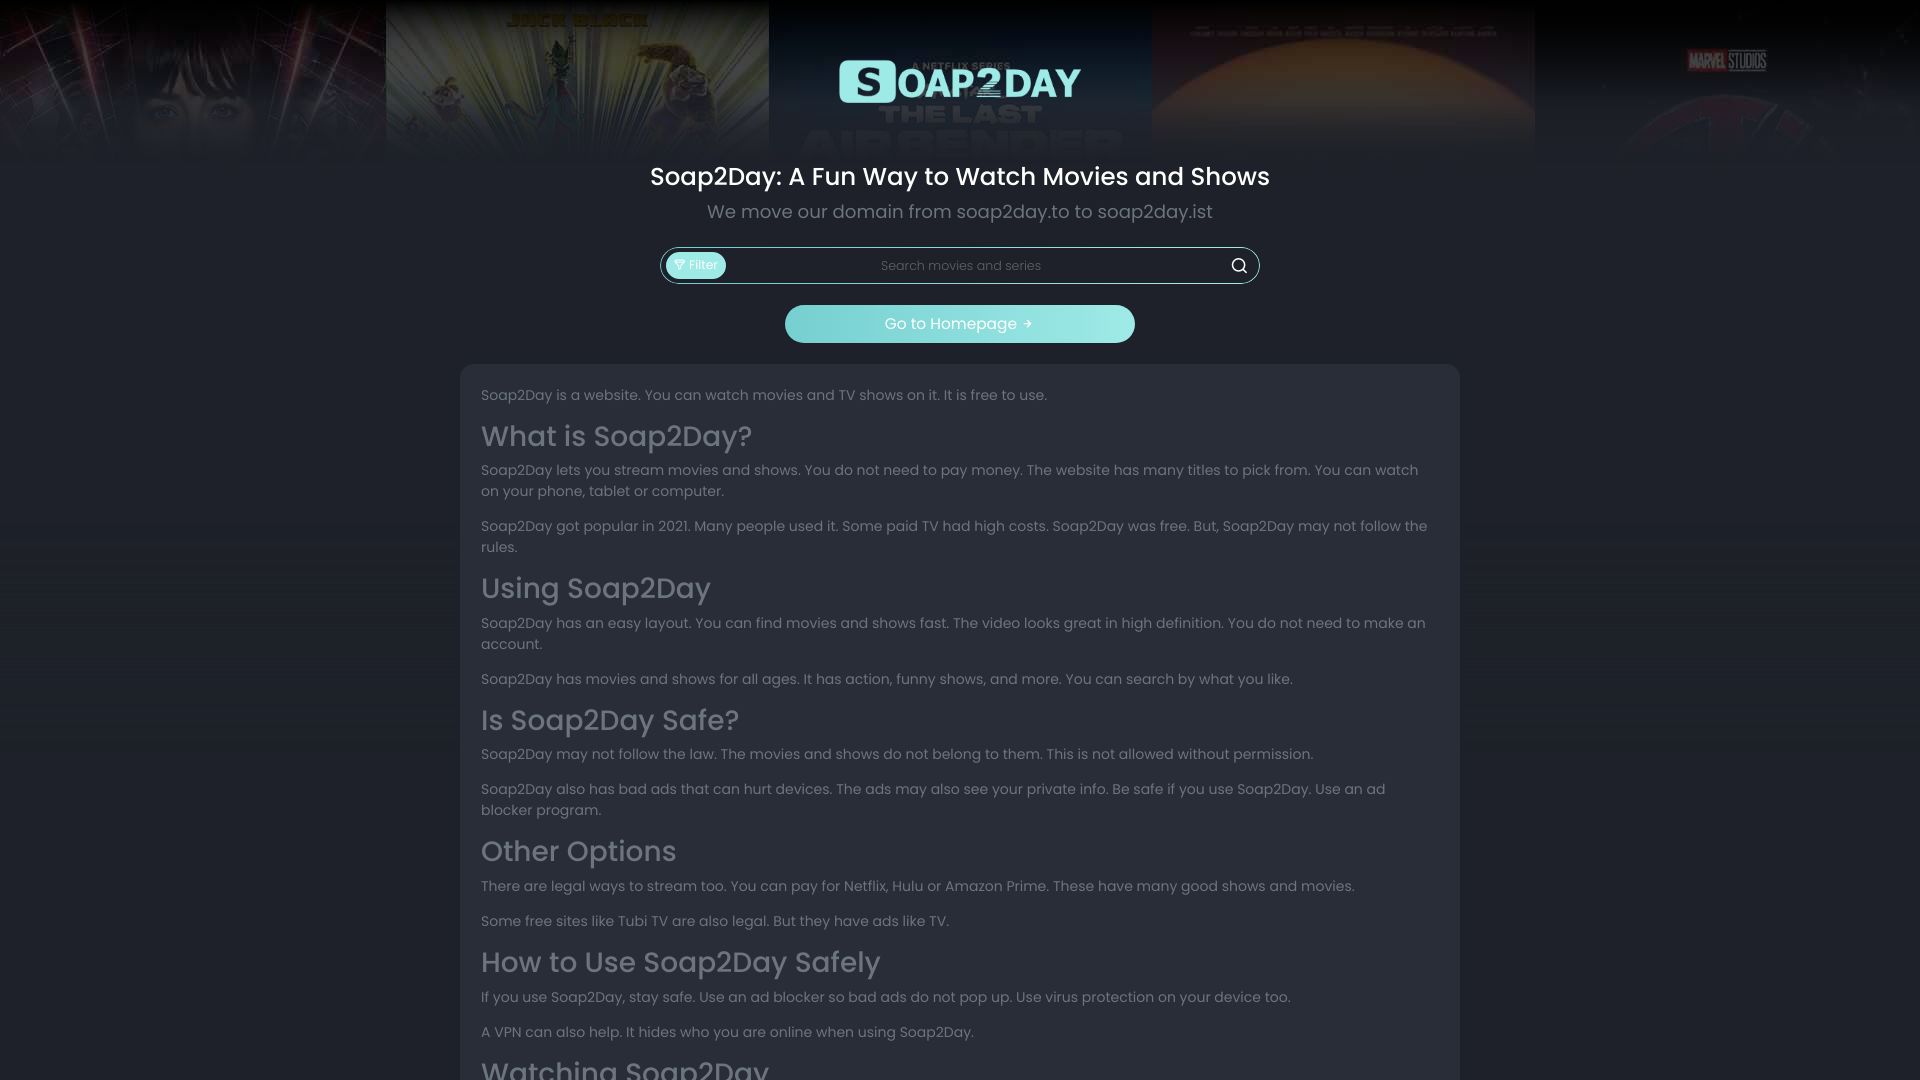 JACK BLACK
A NETFLIX SERIES
SOAP2DAY
THE LAST
AIRBENDER
MARVEL STUDIOS
Soap2Day: A Fun Way to Watch Movies and Shows
We move our domain from soap2day.to to soap2day.ist
Filter
Search movies and series
Go to Homepage →
Soap2Day is a website. You can watch movies and TV shows on it. It is free to use.
What is Soap2Day?
Soap2Day lets you stream movies and shows. You do not need to pay money. The website has many titles to pick from. You can watch
on your phone, tablet or computer.
Soap2Day got popular in 2021. Many people used it. Some paid TV had high costs. Soap2Day was free. But, Soap2Day may not follow the
rules.
Using Soap2Day
Soap2Day has an easy layout. You can find movies and shows fast. The video looks great in high definition. You do not need to make an
account.
Soap2Day has movies and shows for all ages. It has action, funny shows, and more. You can search by what you like.
Is Soap2Day Safe?
Soap2Day may not follow the law. The movies and shows do not belong to them. This is not allowed without permission.
Soap2Day also has bad ads that can hurt devices. The ads may also see your private info. Be safe if you use Soap2Day. Use an ad
blocker program.
Other Options
There are legal ways to stream too. You can pay for Netflix, Hulu or Amazon Prime. These have many good shows and movies.
Some free sites like Tubi TV are also legal. But they have ads like TV.
How to Use Soap2Day Safely
If you use Soap2Day, stay safe. Use an ad blocker so bad ads do not pop up. Use virus protection on your device too.
A VPN can also help. It hides who you are online when using Soap2Day.
Watching Soap2Day